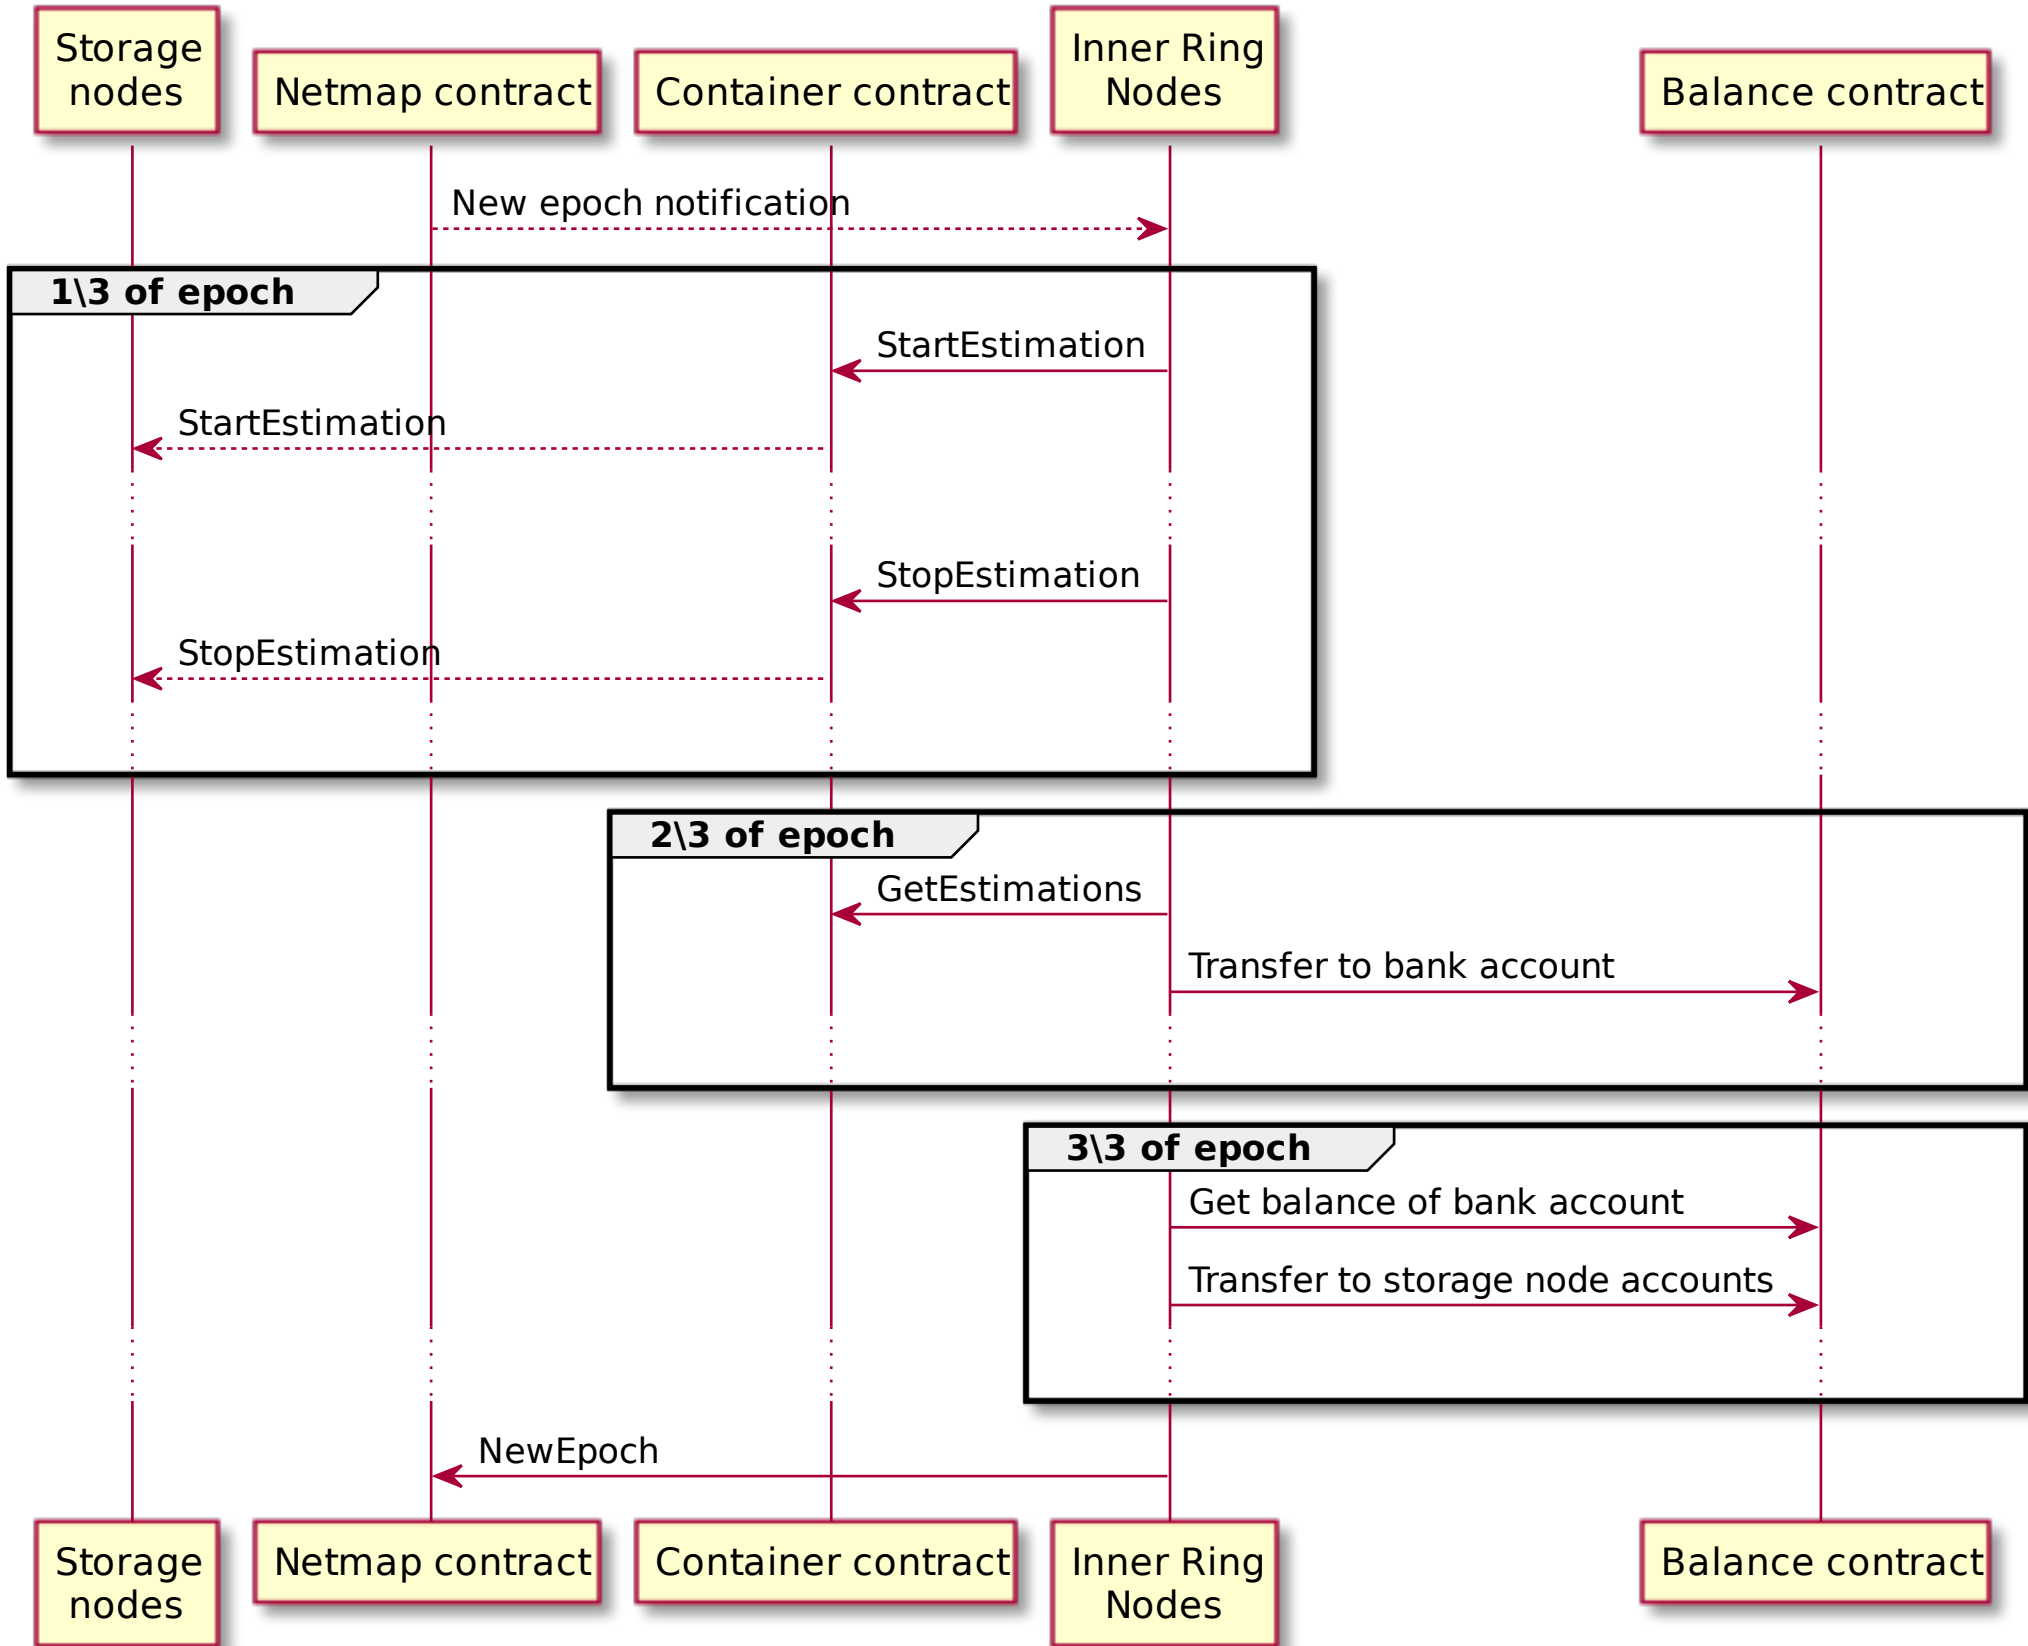 Storage
nodes
Netmap contract
Container contract
Inner Ring
Nodes
Balance contract
New epoch notification
1\3 of epoch
StartEstimation
StartEstimation
StopEstimation
StopEstimation
2\3 of epoch
GetEstimations
Transfer to bank account
3\3 of epoch
Get balance of bank account
Transfer to storage node accounts
NewEpoch
Storage
nodes
Netmap contract
Container contract
Inner Ring
Nodes
Balance contract